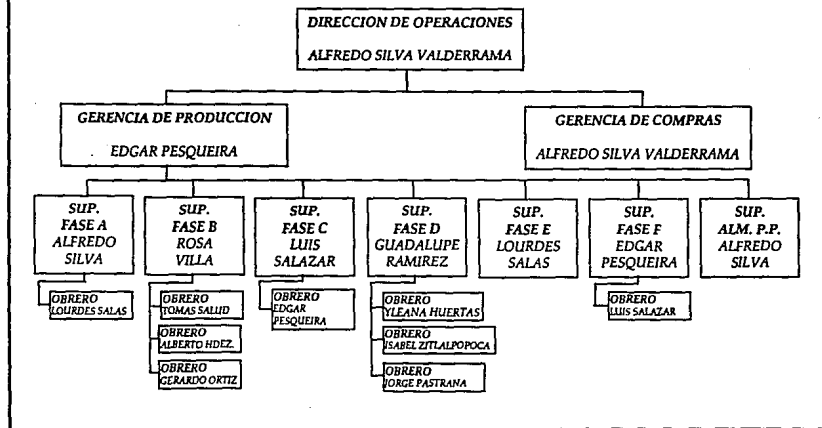 DIRECCION DE OPERACIONES
ALFREDO SILVA VALDERRAMA
GERENCIA DE PRODUCCION
EDGAR PESQUEIRA
GERENCIA DE COMPRAS
ALFREDO SILVA VALDERRAMA
SUP.
FASE A
ALFREDO
SILVA
SUP.
FASE B
ROSA
VILLA
SUP.
FASE C
LUIS
SALAZAR
SUP.
FASE D
GUADALUPE
RAMIREZ
SUP.
FASE E
LOURDES
SALAS
SUP.
FASE F
EDGAR
PESQUEIRA
SUP.
ALM. P.P.
ALFREDO
SILVA
OBRERO
LOURDES SALAS
OBRERO
TOMAS SALUD
OBRERO
ALBERTO HDEZ.
OBRERO
GERARDO ORTIZ
OBRERO
EDGAR
PESQUEIRA
OBRERO
YLEANA HUERTAS
OBRERO
ISABEL ZITLALPOPOCA
OBRERO
JORGE PASTRANA
OBRERO
LUIS SALAZAR